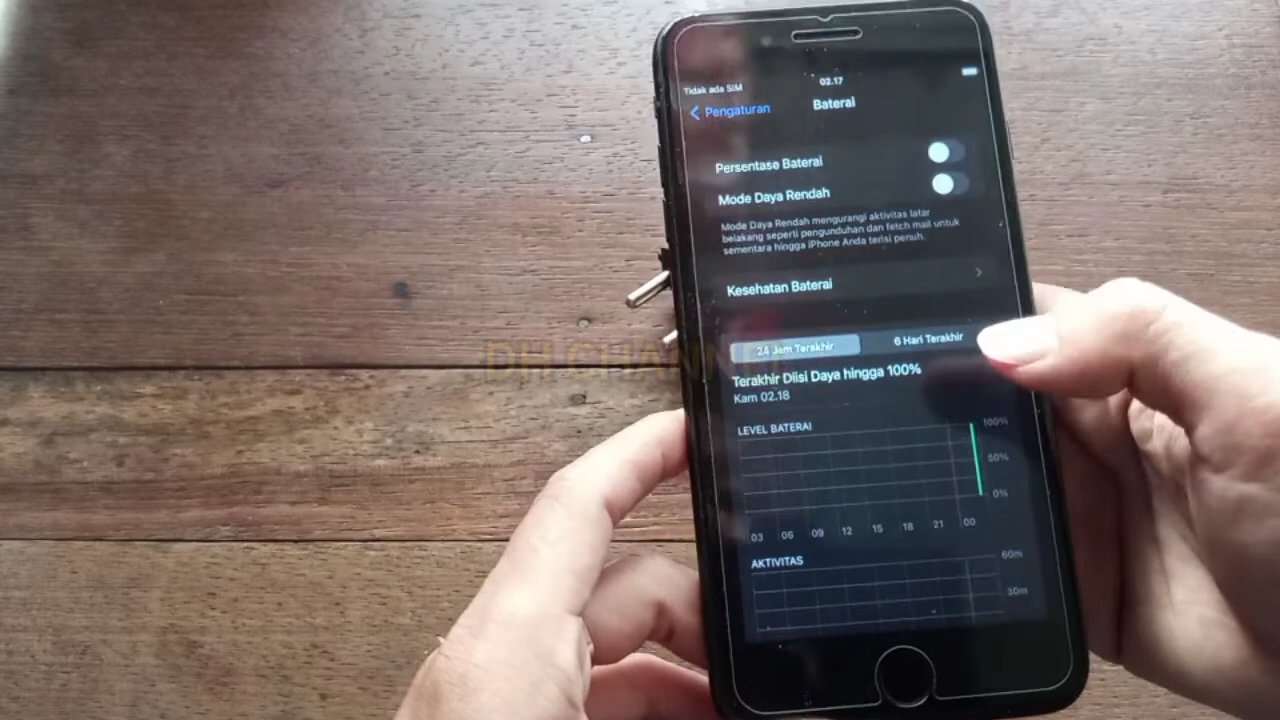 Tidak ada SIM
02.17
Pengaturan
Baterai
Persentase Baterai
Mode Daya Rendah
Mode Daya Rendah mengurangi aktivitas latar
belakang seperti pengunduhan dan fetch mail untuk
sementara hingga iPhone Anda terisi penuh.
Kesehatan Baterai
24 Jam Terakhir
6 Hari Terakhir
DH.CHANNEL
Terakhir Diisi Daya hingga 100%
Kam 02.18
LEVEL BATERAI
100%
50%
0%
03 06 09 12 15 18 21 00
AKTIVITAS
60m
30m